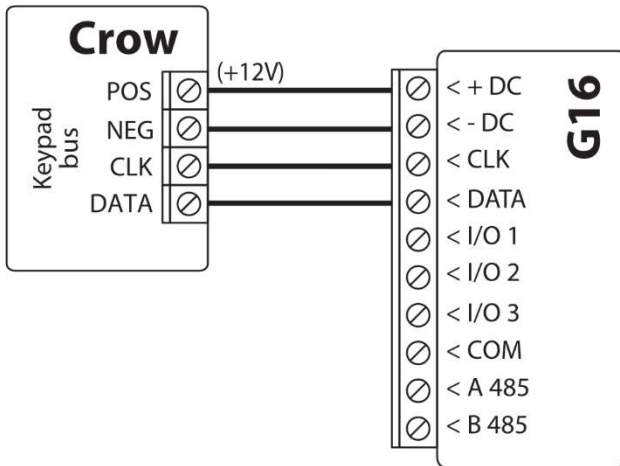 Crow
Keypad
bus
POS
NEG
CLK
DATA
(+12V)
< + DC
< - DC
< CLK
< DATA
< I/O 1
< I/O 2
< I/O 3
< COM
< A 485
< B 485
G16